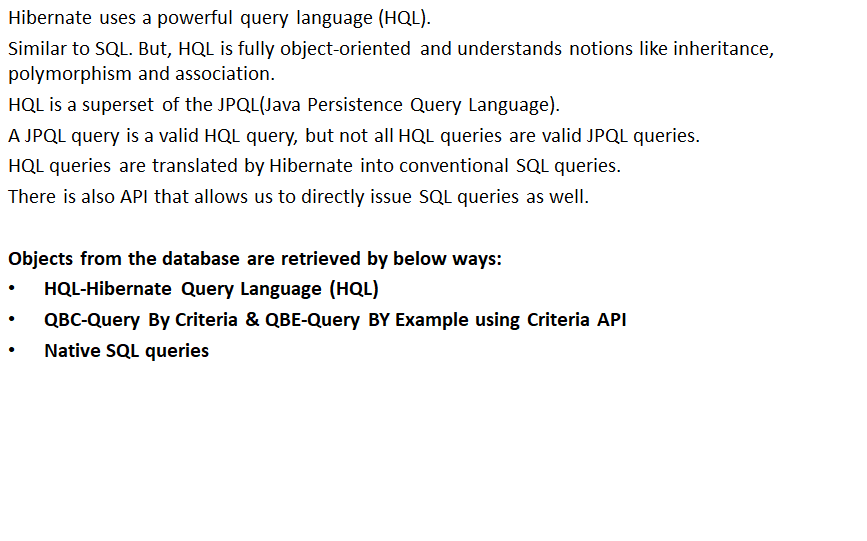 Hibernate uses a powerful query language (HQL).
Similar to SQL. But, HQL is fully object-oriented and understands notions like inheritance,
polymorphism and association.
HQL is a superset of the JPQL(Java Persistence Query Language).
A JPQL query is a valid HQL query, but not all HQL queries are valid JPQL queries.
HQL queries are translated by Hibernate into conventional SQL queries.
There is also API that allows us to directly issue SQL queries as well.
Objects from the database are retrieved by below ways:
• HQL-Hibernate Query Language (HQL)
• QBC-Query By Criteria & QBE-Query BY Example using Criteria API
• Native SQL queries